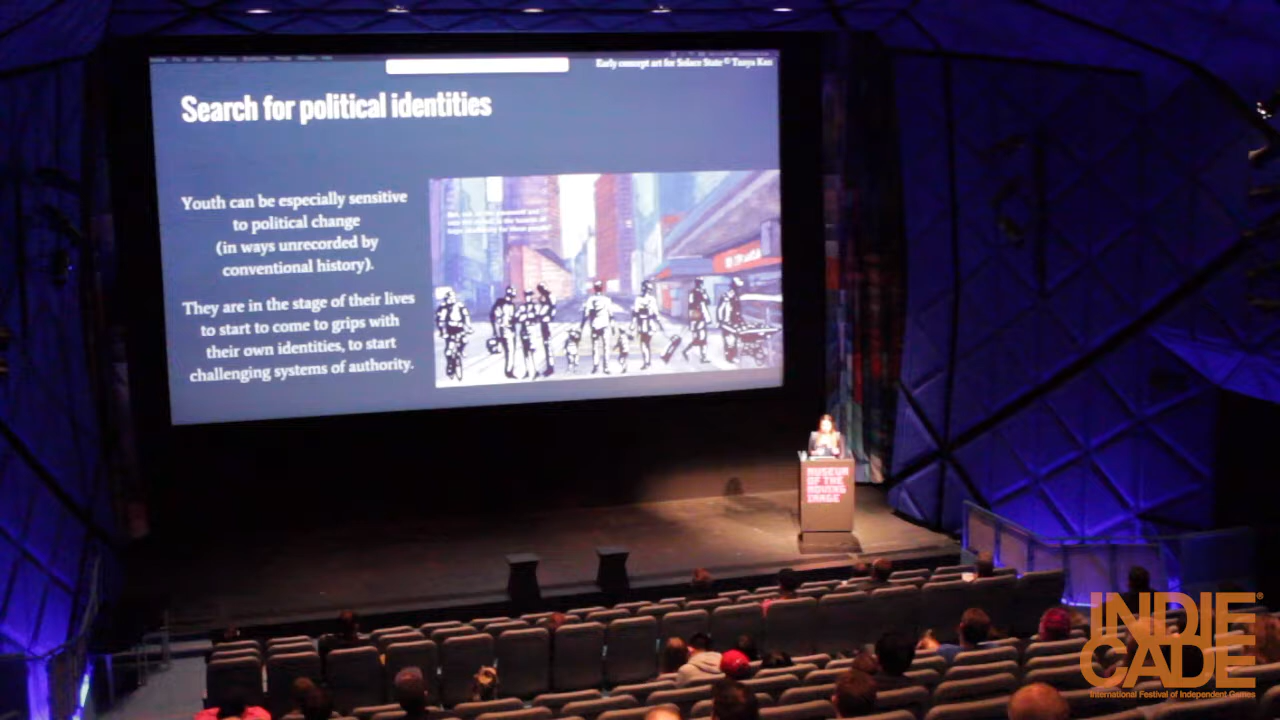 Early concept art for Solace State © Tanya Kan
Search for political identities
Youth can be especially sensitive
to political change
(in ways unrecorded by
conventional history).
They are in the stage of their lives
to start to come to grips with
their own identities, to start
challenging systems of authority.
MUSEUM
OF THE
MOVING
IMAGE
INDIE®
CADE
International Festival of Independent Games